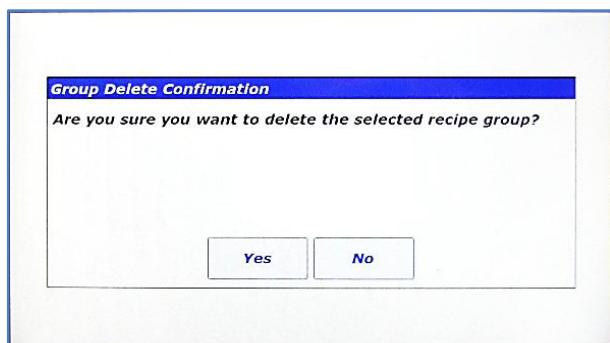 Group Delete Confirmation
Are you sure you want to delete the selected recipe group?
Yes
No